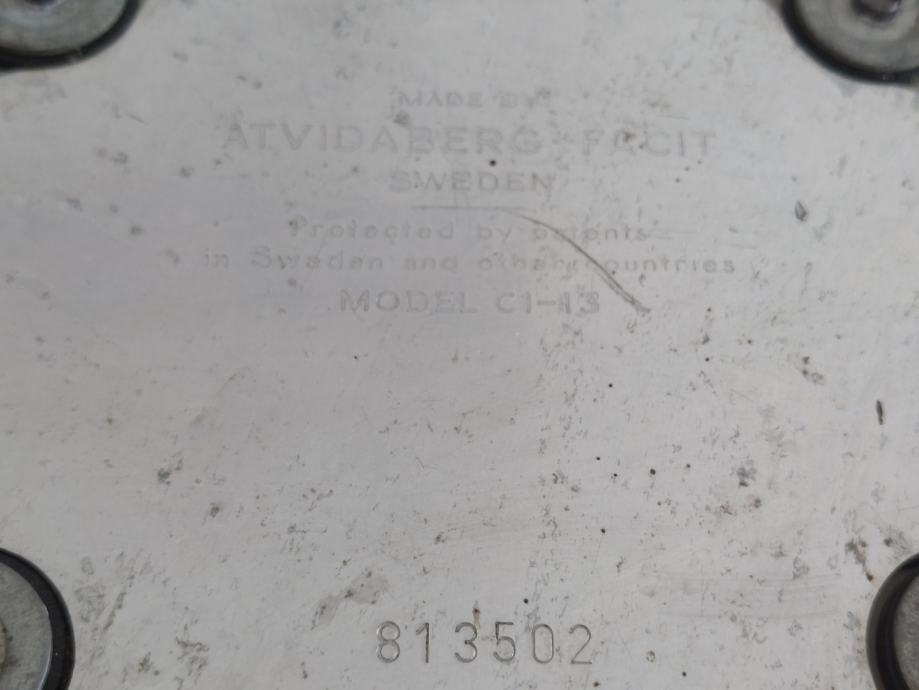 MADE BY
ATVIDABERG-FACIT
SWEDEN
Protected by patents
in Sweden and other countries
MODEL C1-13
813502